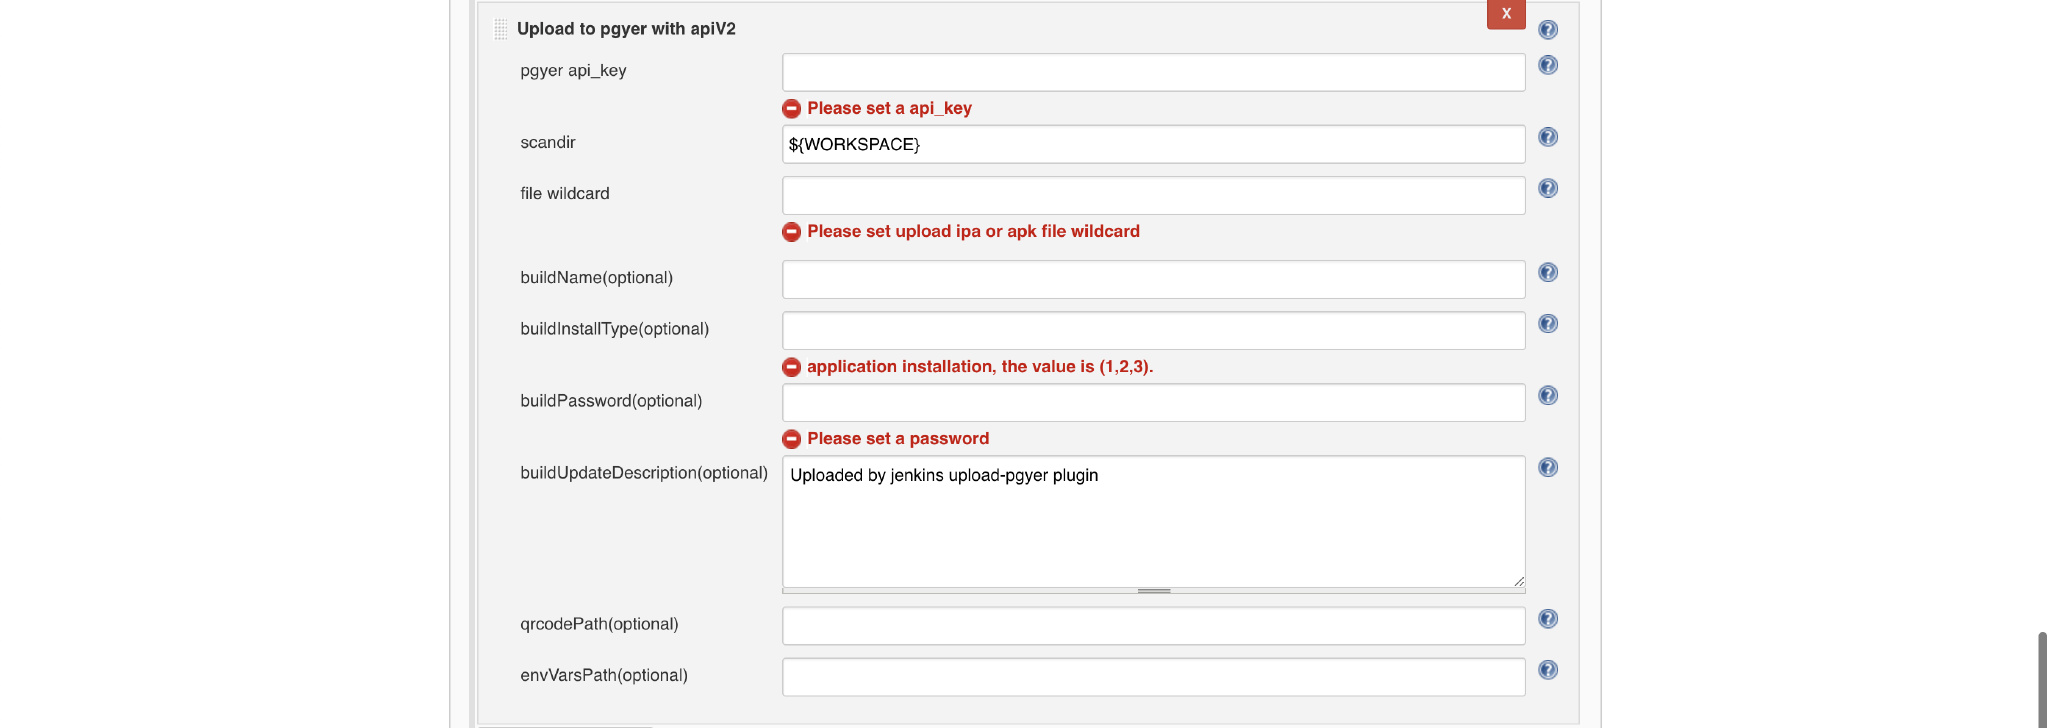 Upload to pgyer with apiV2
X
pgyer api_key
Please set a api_key
scandir
${WORKSPACE}
file wildcard
Please set upload ipa or apk file wildcard
buildName(optional)
buildInstallType(optional)
application installation, the value is (1,2,3).
buildPassword(optional)
Please set a password
buildUpdateDescription(optional)
Uploaded by jenkins upload-pgyer plugin
qrcodePath(optional)
envVarsPath(optional)